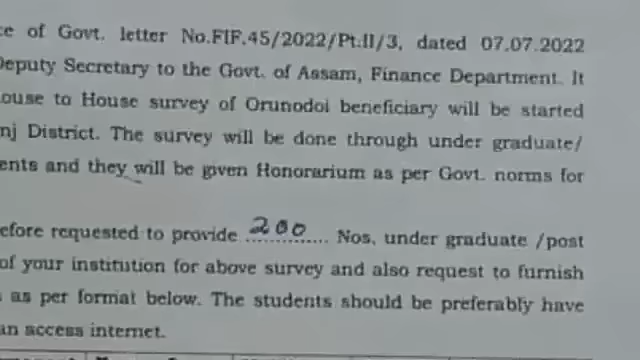 ce of Govt. letter No.FIF.45/2022/Pt.II/3, dated 07.07.2022
Deputy Secretary to the Govt. of Assam, Finance Department. It
ouse to House survey of Orunodoi beneficiary will be started
nj District. The survey will be done through under graduate/
ents and they will be given Honorarium as per Govt. norms for
efore requested to provide 200 Nos, under graduate /post
of your institution for above survey and also request to furnish
as per format below. The students should be preferably have
an access internet.